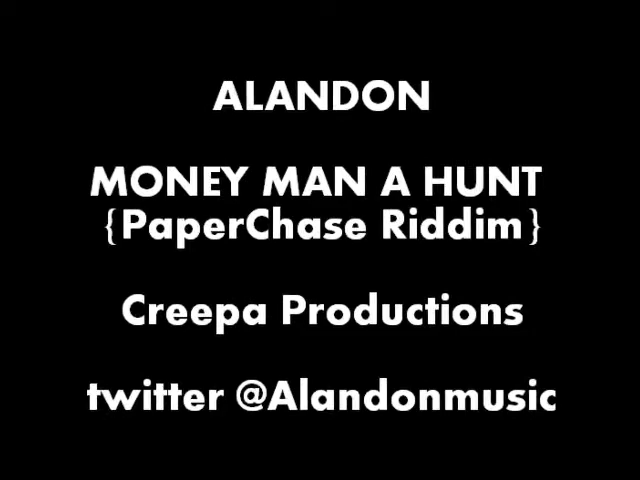 ALANDON
MONEY MAN A HUNT
{PaperChase Riddim}
Creepa Productions
twitter @Alandonmusic